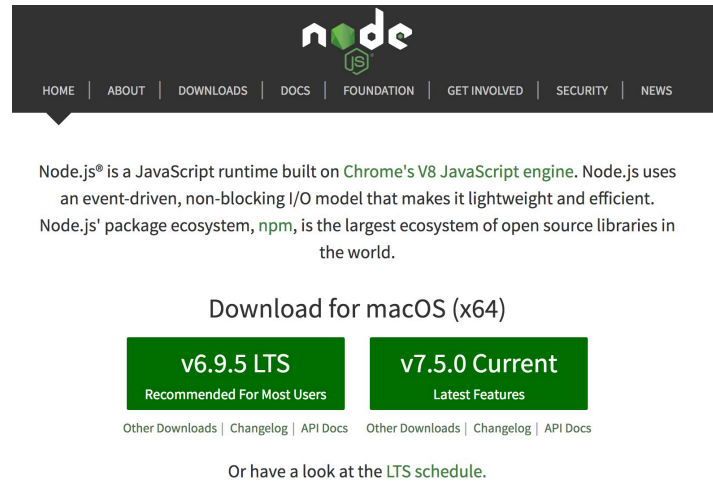 node
JS
HOME | ABOUT | DOWNLOADS | DOCS | FOUNDATION | GET INVOLVED | SECURITY | NEWS
Node.js® is a JavaScript runtime built on Chrome's V8 JavaScript engine. Node.js uses
an event-driven, non-blocking I/O model that makes it lightweight and efficient.
Node.js' package ecosystem, npm, is the largest ecosystem of open source libraries in
the world.
Download for macOS (x64)
v6.9.5 LTS
Recommended For Most Users
v7.5.0 Current
Latest Features
Other Downloads | Changelog | API Docs
Other Downloads | Changelog | API Docs
Or have a look at the LTS schedule.